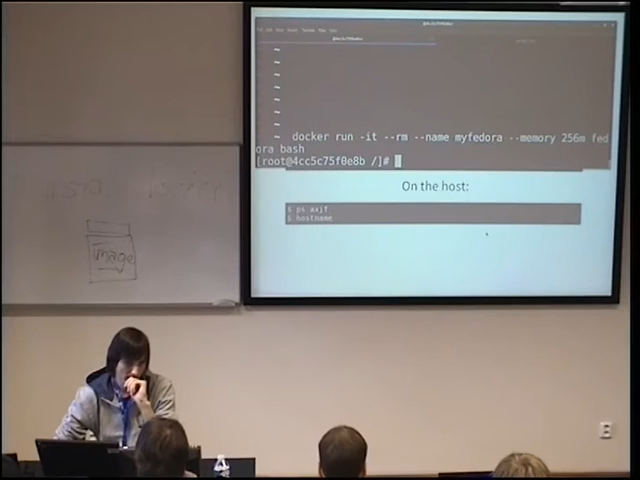 ~
~
~
~
~
~
~
~ docker run -it --rm --name myfedora --memory 256m fed
ora bash
[root@4cc5c75f0e8b /]#
On the host:
$ ps axjf
$ hostname
image